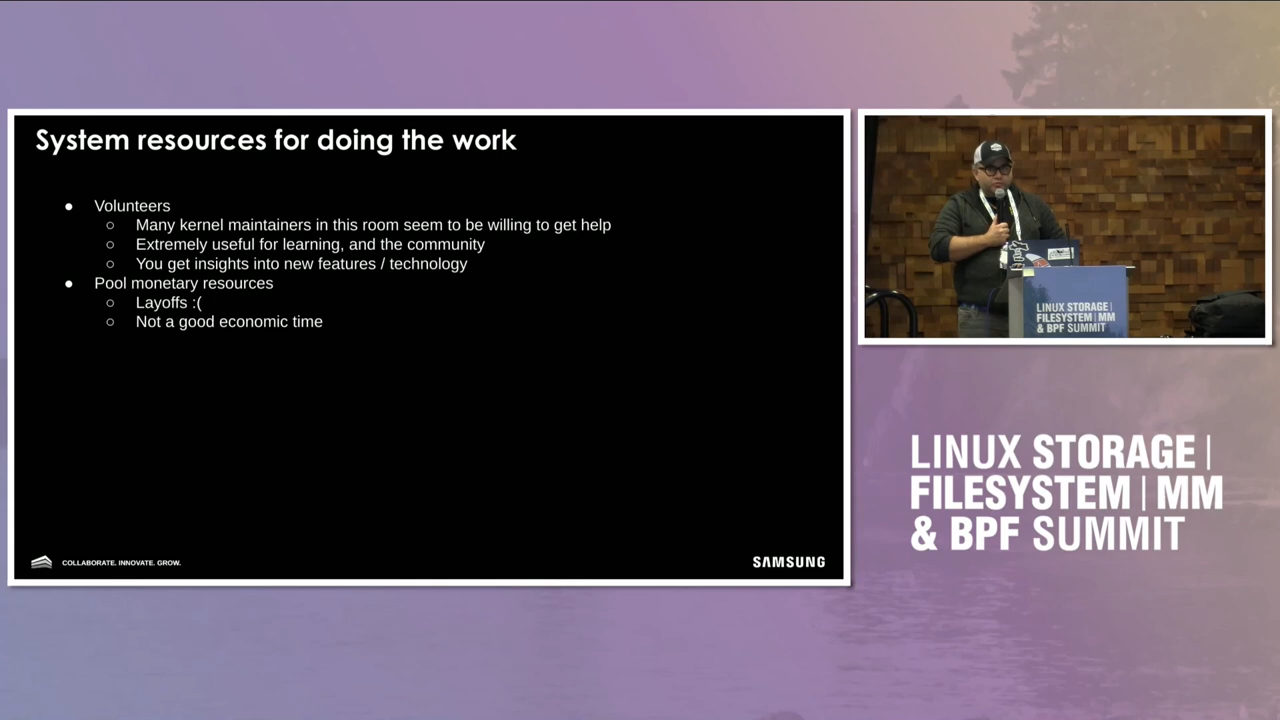 System resources for doing the work
● Volunteers
○ Many kernel maintainers in this room seem to be willing to get help
○ Extremely useful for learning, and the community
○ You get insights into new features / technology
● Pool monetary resources
○ Layoffs :(
○ Not a good economic time
COLLABORATE. INNOVATE. GROW.
SAMSUNG
LINUX STORAGE |
FILESYSTEM | MM
& BPF SUMMIT
LINUX STORAGE |
FILESYSTEM | MM
& BPF SUMMIT